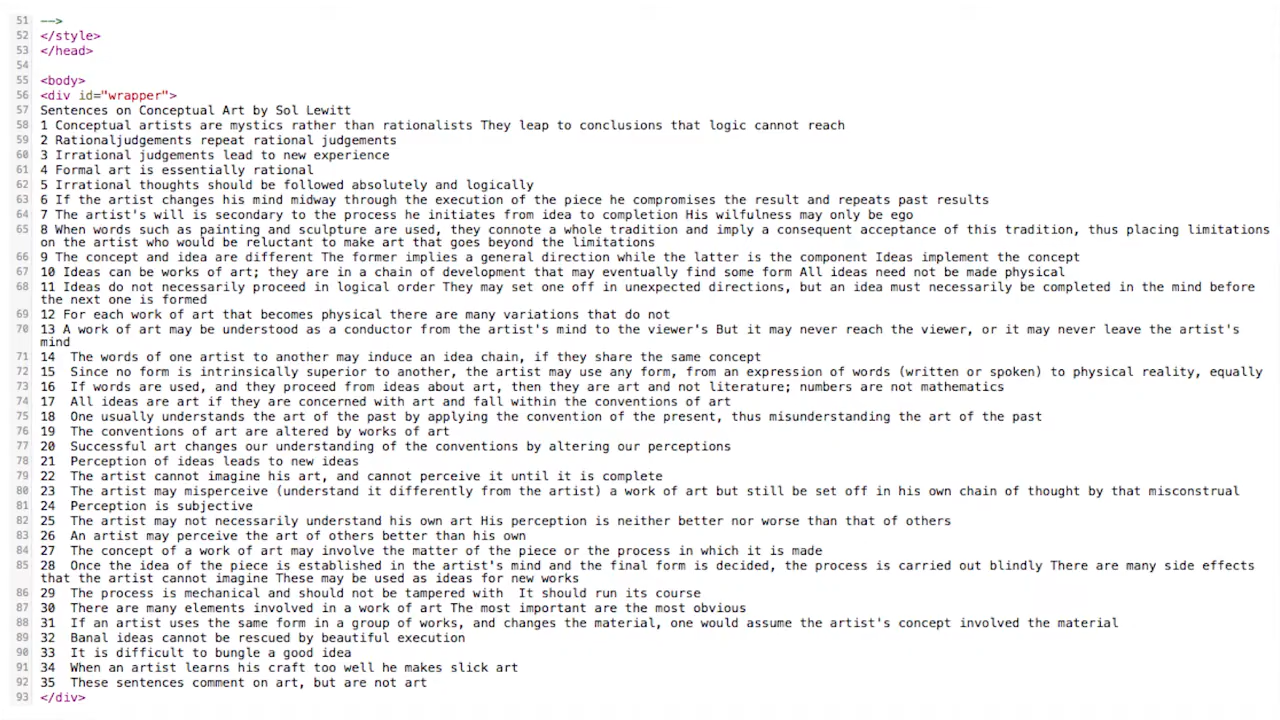 51 -->
52 </style>
53 </head>
54
55 <body>
56 <div id="wrapper">
57 Sentences on Conceptual Art by Sol Lewitt
58 1 Conceptual artists are mystics rather than rationalists They leap to conclusions that logic cannot reach
59 2 Rationaljudgements repeat rational judgements
60 3 Irrational judgements lead to new experience
61 4 Formal art is essentially rational
62 5 Irrational thoughts should be followed absolutely and logically
63 6 If the artist changes his mind midway through the execution of the piece he compromises the result and repeats past results
64 7 The artist's will is secondary to the process he initiates from idea to completion His wilfulness may only be ego
65 8 When words such as painting and sculpture are used, they connote a whole tradition and imply a consequent acceptance of this tradition, thus placing limitations
on the artist who would be reluctant to make art that goes beyond the limitations
66 9 The concept and idea are different The former implies a general direction while the latter is the component Ideas implement the concept
67 10 Ideas can be works of art; they are in a chain of development that may eventually find some form All ideas need not be made physical
68 11 Ideas do not necessarily proceed in logical order They may set one off in unexpected directions, but an idea must necessarily be completed in the mind before
the next one is formed
69 12 For each work of art that becomes physical there are many variations that do not
70 13 A work of art may be understood as a conductor from the artist's mind to the viewer's But it may never reach the viewer, or it may never leave the artist's
mind
71 14  The words of one artist to another may induce an idea chain, if they share the same concept
72 15  Since no form is intrinsically superior to another, the artist may use any form, from an expression of words (written or spoken) to physical reality, equally
73 16  If words are used, and they proceed from ideas about art, then they are art and not literature; numbers are not mathematics
74 17  All ideas are art if they are concerned with art and fall within the conventions of art
75 18  One usually understands the art of the past by applying the convention of the present, thus misunderstanding the art of the past
76 19  The conventions of art are altered by works of art
77 20  Successful art changes our understanding of the conventions by altering our perceptions
78 21  Perception of ideas leads to new ideas
79 22  The artist cannot imagine his art, and cannot perceive it until it is complete
80 23  The artist may misperceive (understand it differently from the artist) a work of art but still be set off in his own chain of thought by that misconstrual
81 24  Perception is subjective
82 25  The artist may not necessarily understand his own art His perception is neither better nor worse than that of others
83 26  An artist may perceive the art of others better than his own
84 27  The concept of a work of art may involve the matter of the piece or the process in which it is made
85 28  Once the idea of the piece is established in the artist's mind and the final form is decided, the process is carried out blindly There are many side effects
that the artist cannot imagine These may be used as ideas for new works
86 29  The process is mechanical and should not be tampered with  It should run its course
87 30  There are many elements involved in a work of art The most important are the most obvious
88 31  If an artist uses the same form in a group of works, and changes the material, one would assume the artist's concept involved the material
89 32  Banal ideas cannot be rescued by beautiful execution
90 33  It is difficult to bungle a good idea
91 34  When an artist learns his craft too well he makes slick art
92 35  These sentences comment on art, but are not art
93 </div>